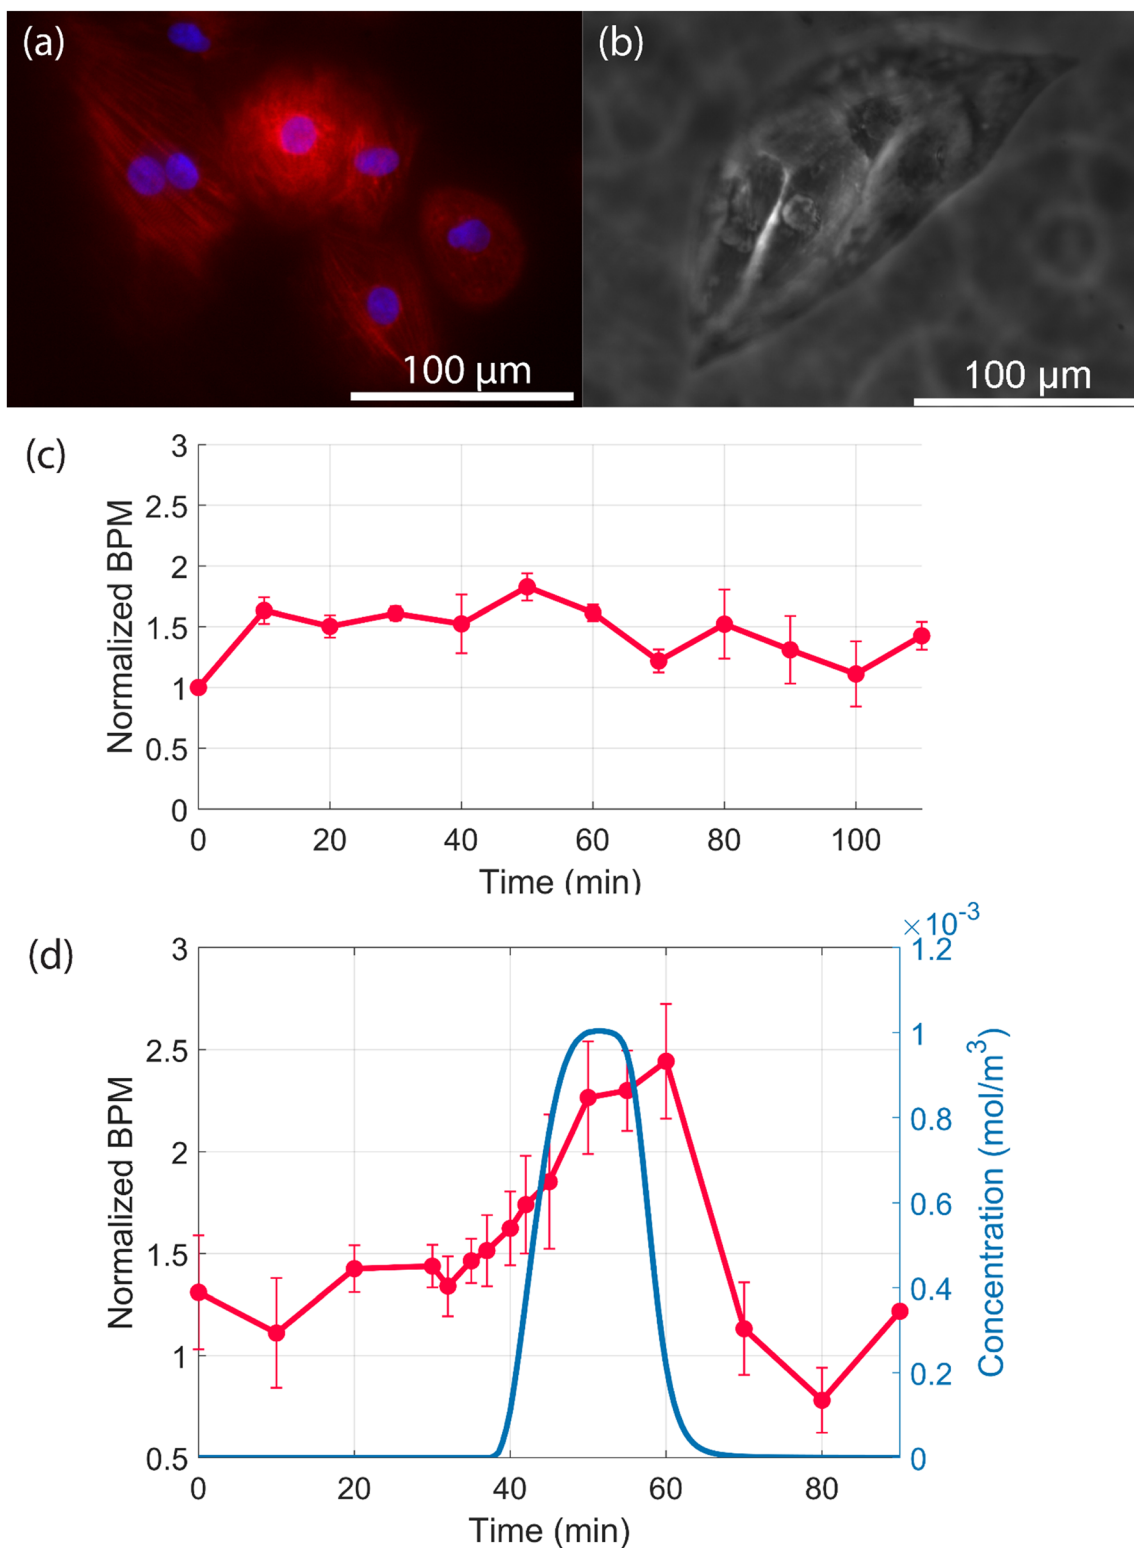 (a)
(b)
100 µm
100 µm
(c)
Normalized BPM
3
2.5
2
1.5
1
0.5
0
0 20 40 60 80 100
Time (min)
(d)
×10⁻³
Normalized BPM
3
2.5
2
1.5
1
0.5
1.2
1
0.8
0.6
0.4
0.2
0
Concentration (mol/m³)
0 20 40 60 80
Time (min)